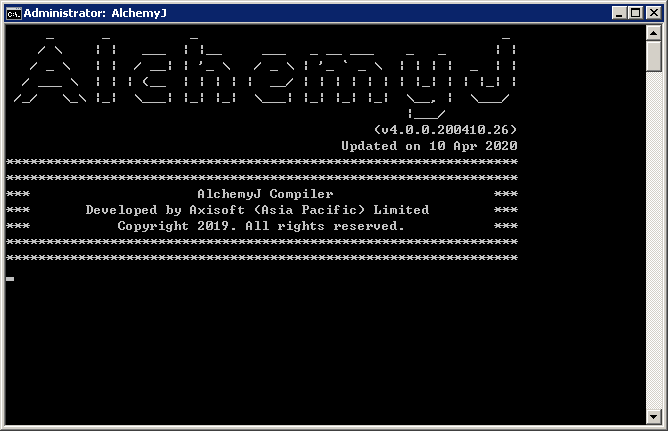 Administrator: AlchemyJ
AlchemyJ
(v4.0.0.200410.26)
Updated on 10 Apr 2020
****************************************************************
****************************************************************
*** AlchemyJ Compiler ***
*** Developed by Axisoft (Asia Pacific) Limited ***
*** Copyright 2019. All rights reserved. ***
****************************************************************
****************************************************************